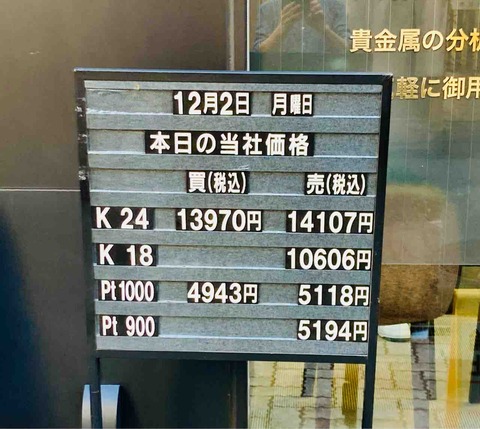 貴金属の分析
軽に御用
12月2日 月曜日
本日の当社価格
買(税込) 売(税込)
K 24 13970円 14107円
K 18 10606円
Pt1000 4943円 5118円
Pt 900 5194円